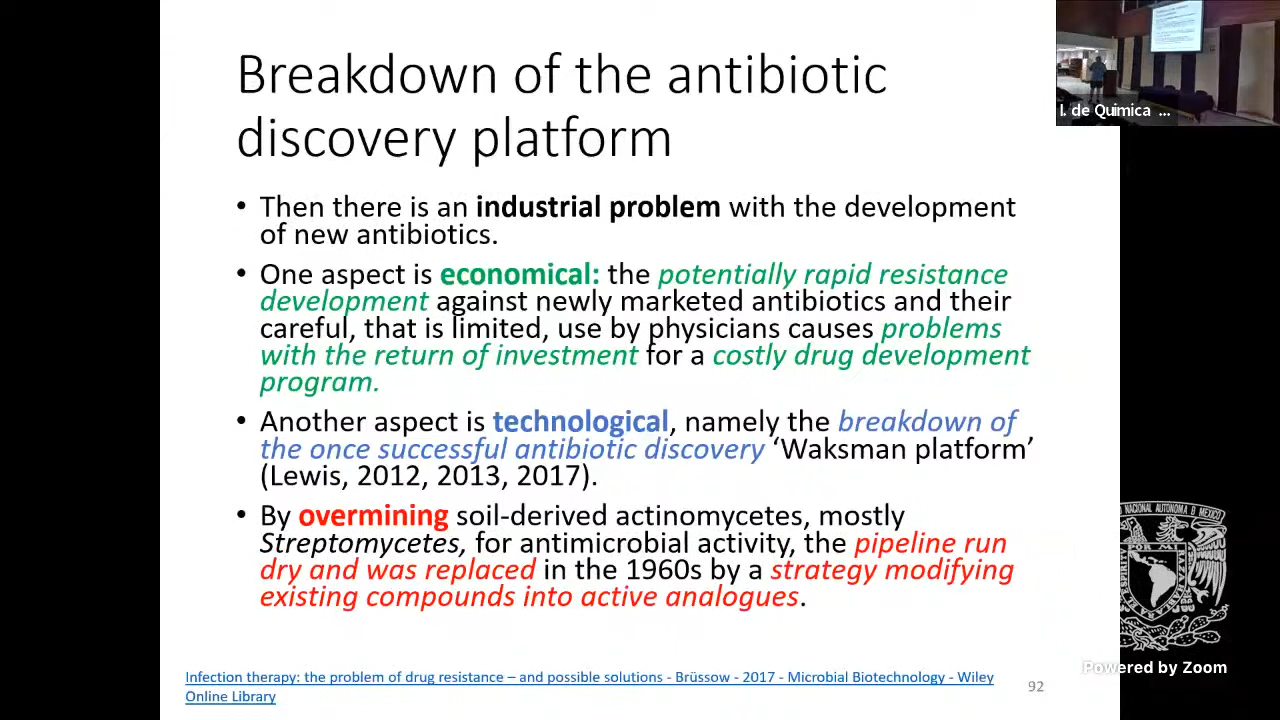 Breakdown of the antibiotic
discovery platform
• Then there is an industrial problem with the development
of new antibiotics.
• One aspect is economical: the potentially rapid resistance
development against newly marketed antibiotics and their
careful, that is limited, use by physicians causes problems
with the return of investment for a costly drug development
program.
• Another aspect is technological, namely the breakdown of
the once successful antibiotic discovery ‘Waksman platform’
(Lewis, 2012, 2013, 2017).
• By overmining soil-derived actinomycetes, mostly
Streptomycetes, for antimicrobial activity, the pipeline run
dry and was replaced in the 1960s by a strategy modifying
existing compounds into active analogues.
Infection therapy: the problem of drug resistance – and possible solutions - Brüssow - 2017 - Microbial Biotechnology - Wiley
Online Library
92
I. de Quimica ...
Powered by Zoom